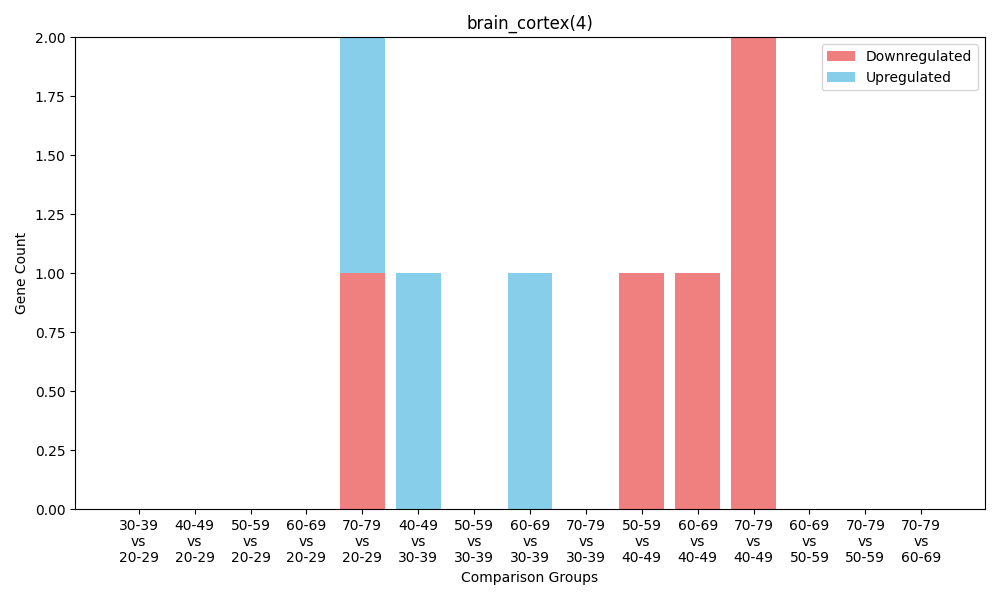 brain_cortex(4)
Downregulated
Upregulated
Gene Count
2.00
1.75
1.50
1.25
1.00
0.75
0.50
0.25
0.00
30-39
vs
20-29
40-49
vs
20-29
50-59
vs
20-29
60-69
vs
20-29
70-79
vs
20-29
40-49
vs
30-39
50-59
vs
30-39
60-69
vs
30-39
70-79
vs
30-39
50-59
vs
40-49
60-69
vs
40-49
70-79
vs
40-49
60-69
vs
50-59
70-79
vs
50-59
70-79
vs
60-69
Comparison Groups